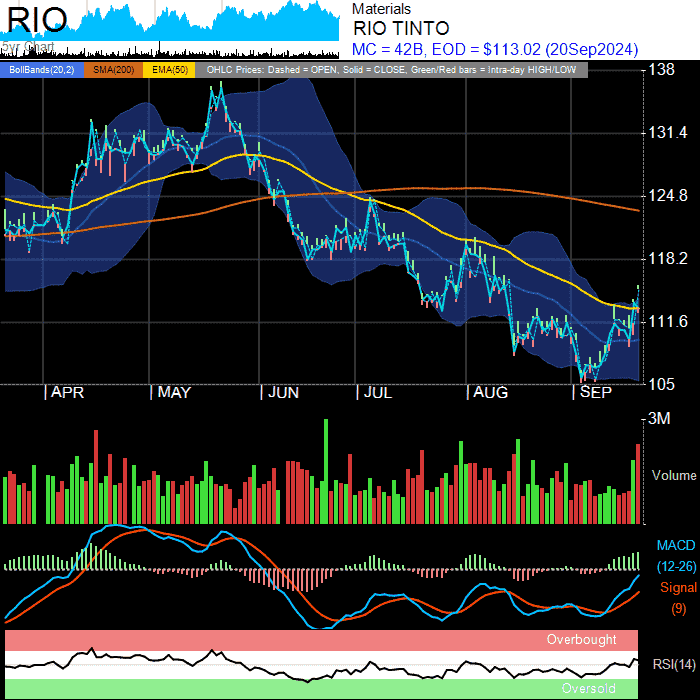 RIO
Materials
RIO TINTO
MC = 42B, EOD = $113.02 (20Sep2024)
5yr Chart
BollBands(20,2) SMA(200) EMA(50) OHLC Prices: Dashed = OPEN, Solid = CLOSE, Green/Red bars = Intra-day HIGH/LOW
138
131.4
124.8
118.2
111.6
105
| APR | MAY | JUN | JUL | AUG | SEP
3M
Volume
MACD
(12-26)
Signal
(9)
Overbought
RSI(14)
Oversold